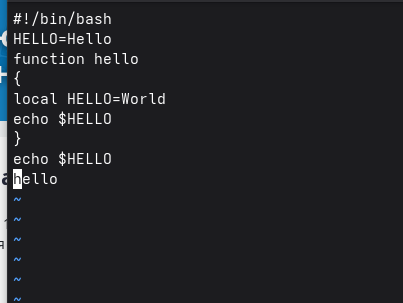 #!/bin/bash
HELLO=Hello
function hello
{
local HELLO=World
echo $HELLO
}
echo $HELLO
hello
~
~
~
~
~
~